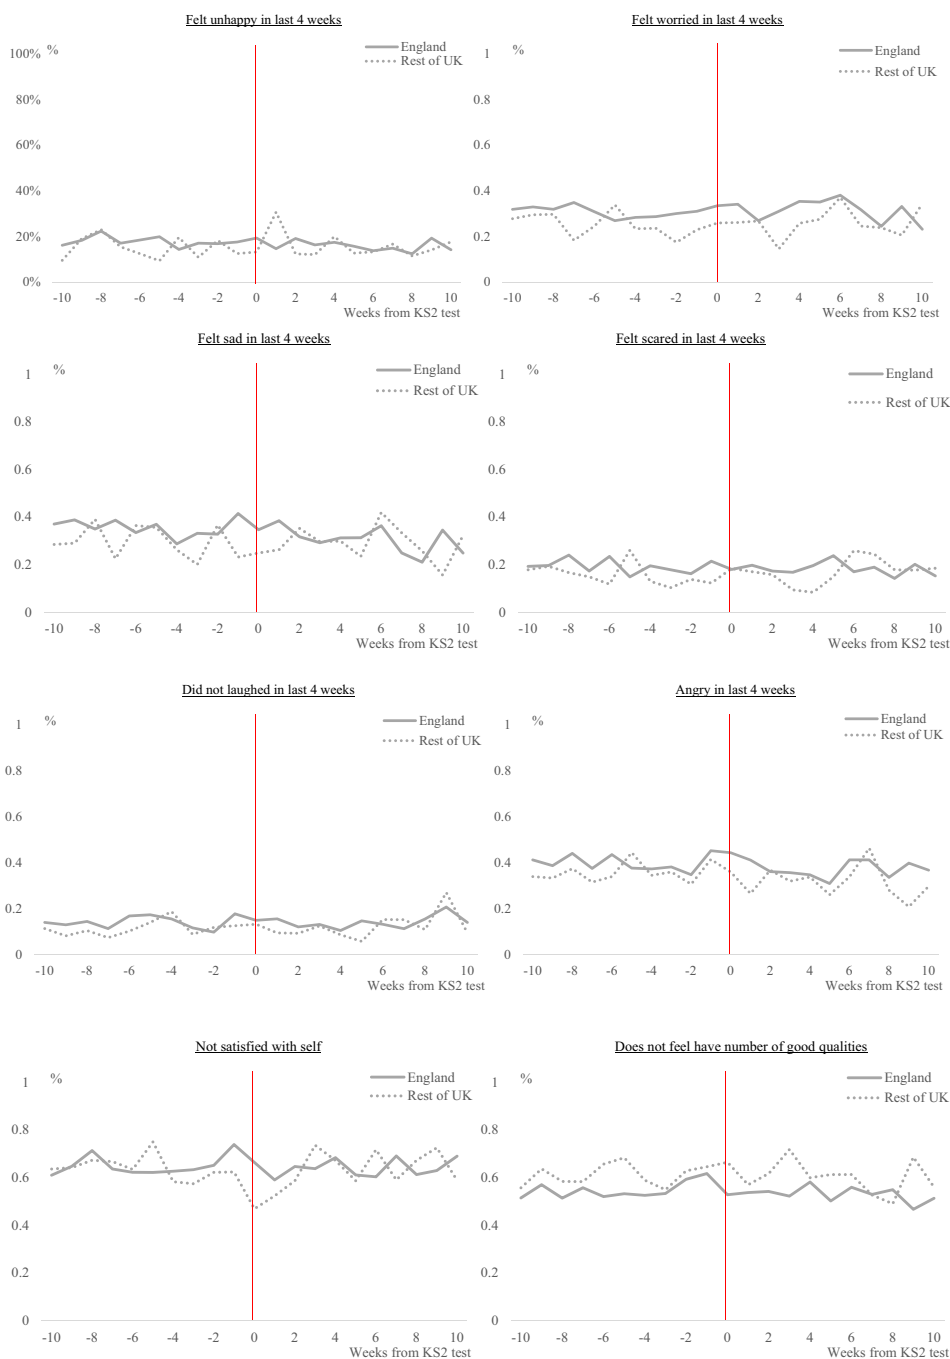 Felt unhappy in last 4 weeks
100%
%
England
Rest of UK
80%
60%
40%
20%
0%
-10 -8 -6 -4 -2 0 2 4 6 8 10
Weeks from KS2 test
Felt worried in last 4 weeks
1
%
England
Rest of UK
0.8
0.6
0.4
0.2
0
-10 -8 -6 -4 -2 0 2 4 6 8 10
Weeks from KS2 test
Felt sad in last 4 weeks
1
%
England
Rest of UK
0.8
0.6
0.4
0.2
0
-10 -8 -6 -4 -2 0 2 4 6 8 10
Weeks from KS2 test
Felt scared in last 4 weeks
1
%
England
Rest of UK
0.8
0.6
0.4
0.2
0
-10 -8 -6 -4 -2 0 2 4 6 8 10
Weeks from KS2 test
Did not laughed in last 4 weeks
1
%
England
Rest of UK
0.8
0.6
0.4
0.2
0
-10 -8 -6 -4 -2 0 2 4 6 8 10
Weeks from KS2 test
Angry in last 4 weeks
1
%
England
Rest of UK
0.8
0.6
0.4
0.2
0
-10 -8 -6 -4 -2 0 2 4 6 8 10
Weeks from KS2 test
Not satisfied with self
1
%
England
Rest of UK
0.8
0.6
0.4
0.2
0
-10 -8 -6 -4 -2 0 2 4 6 8 10
Weeks from KS2 test
Does not feel have number of good qualities
1
%
England
Rest of UK
0.8
0.6
0.4
0.2
0
-10 -8 -6 -4 -2 0 2 4 6 8 10
Weeks from KS2 test